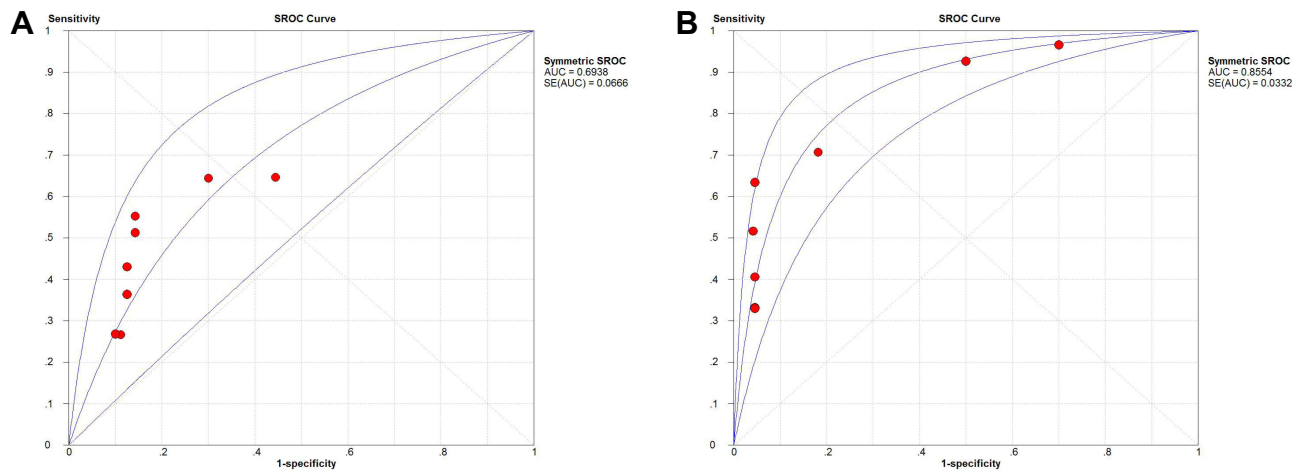 A
Sensitivity
SROC Curve
1
.9
.8
.7
.6
.5
.4
.3
.2
.1
0
0
.2
.4
.6
.8
1
1-specificity
Symmetric SROC
AUC = 0.6938
SE(AUC) = 0.0666
B
Sensitivity
SROC Curve
1
.9
.8
.7
.6
.5
.4
.3
.2
.1
0
0
.2
.4
.6
.8
1
1-specificity
Symmetric SROC
AUC = 0.8554
SE(AUC) = 0.0332